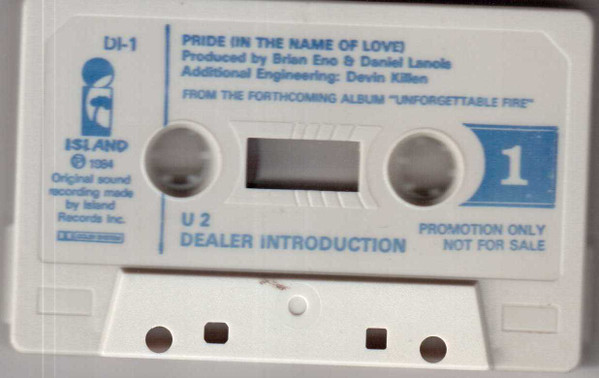 DI-1
ISLAND
℗ 1984
Original sound
recording made
by Island
Records Inc.
PRIDE (IN THE NAME OF LOVE)
Produced by Brian Eno & Daniel Lanois
Additional Engineering: Devin Killen
FROM THE FORTHCOMING ALBUM "UNFORGETTABLE FIRE"
1
U 2
DEALER INTRODUCTION
PROMOTION ONLY
NOT FOR SALE